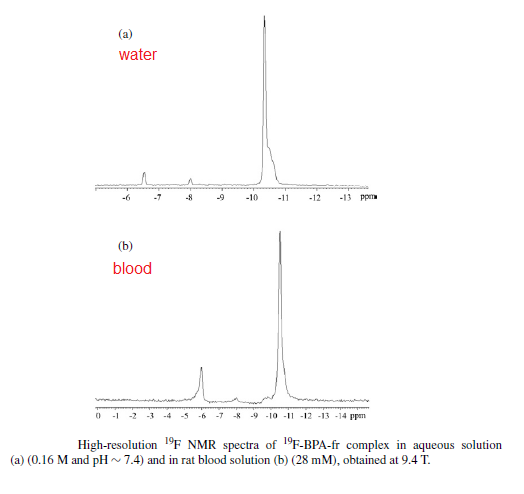 (a)
water
-6 -7 -8 -9 -10 -11 -12 -13 ppm
(b)
blood
0 -1 -2 -3 -4 -5 -6 -7 -8 -9 -10 -11 -12 -13 -14 ppm
High-resolution ¹⁹F NMR spectra of ¹⁹F-BPA-fr complex in aqueous solution
(a) (0.16 M and pH ~ 7.4) and in rat blood solution (b) (28 mM), obtained at 9.4 T.